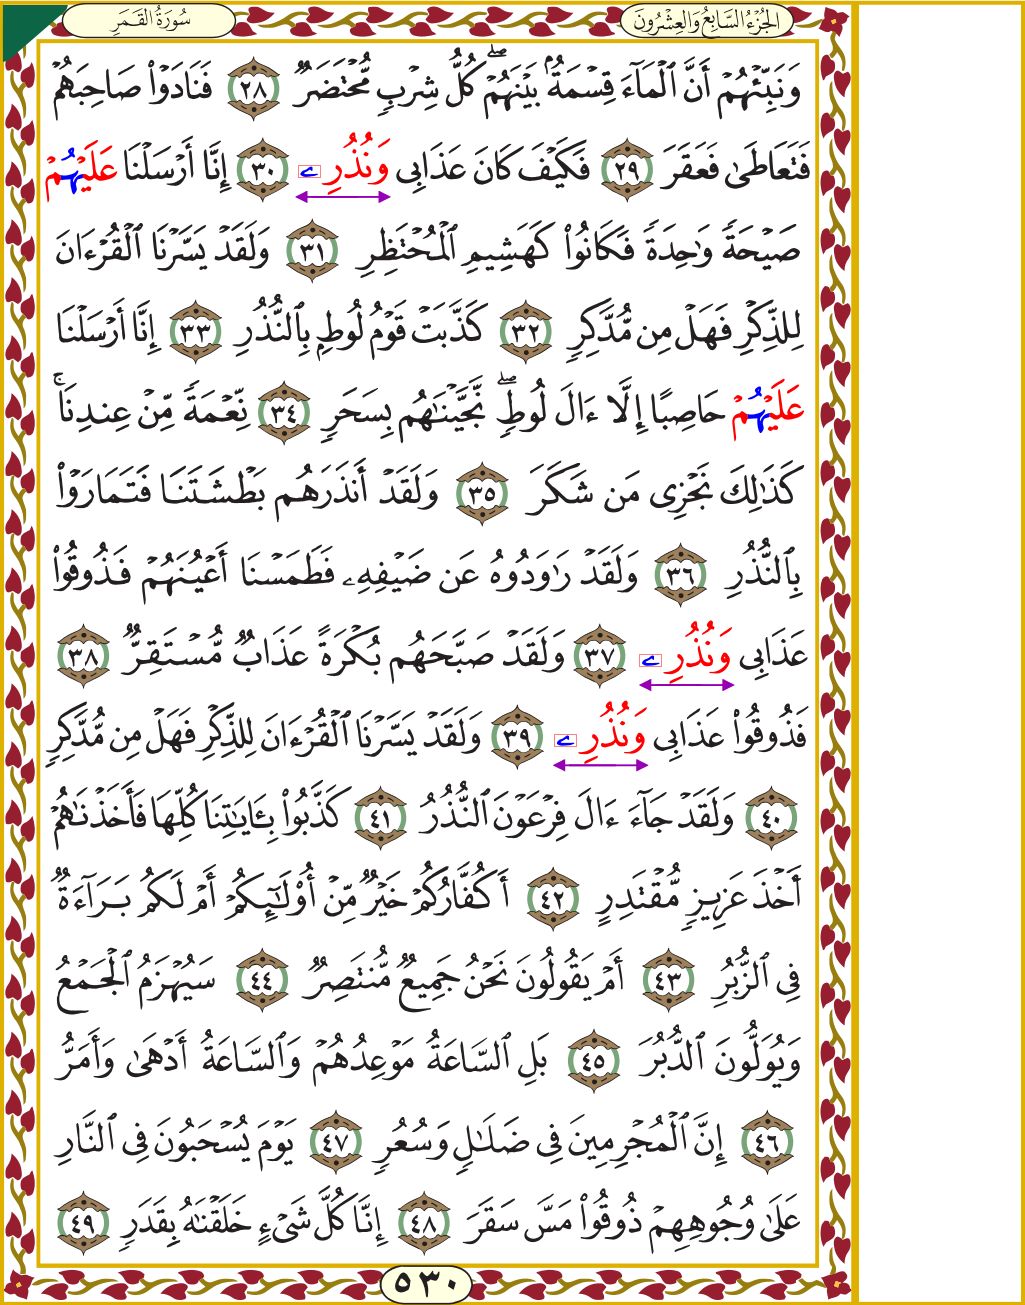 الجُزْءُ السَّابِعُ وَالعِشْرُونَ
سُورَةُ القَمَرِ
وَنَبِّئْهُمْ أَنَّ ٱلْمَآءَ قِسْمَةٌۢ بَيْنَهُمْ ۖ كُلُّ شِرْبٍ مُّحْتَضَرٌ ٢٨ فَنَادَوْا۟ صَاحِبَهُمْ
فَتَعَاطَىٰ فَعَقَرَ ٢٩ فَكَيْفَ كَانَ عَذَابِى وَنُذُرِۦ ٣٠ إِنَّآ أَرْسَلْنَا عَلَيْهُمْ
صَيْحَةً وَٰحِدَةً فَكَانُوا۟ كَهَشِيمِ ٱلْمُحْتَظِرِ ٣١ وَلَقَدْ يَسَّرْنَا ٱلْقُرْءَانَ
لِلذِّكْرِ فَهَلْ مِن مُّدَّكِرٍ ٣٢ كَذَّبَتْ قَوْمُ لُوطٍۭ بِٱلنُّذُرِ ٣٣ إِنَّآ أَرْسَلْنَا
عَلَيْهُمْ حَاصِبًا إِلَّآ ءَالَ لُوطٍ ۖ نَّجَّيْنَٰهُم بِسَحَرٍ ٣٤ نِّعْمَةً مِّنْ عِندِنَا ۚ
كَذَٰلِكَ نَجْزِى مَن شَكَرَ ٣٥ وَلَقَدْ أَنذَرَهُم بَطْشَتَنَا فَتَمَارَوْا۟
بِٱلنُّذُرِ ٣٦ وَلَقَدْ رَٰوَدُوهُ عَن ضَيْفِهِۦ فَطَمَسْنَآ أَعْيُنَهُمْ فَذُوقُوا۟
عَذَابِى وَنُذُرِۦ ٣٧ وَلَقَدْ صَبَّحَهُم بُكْرَةً عَذَابٌ مُّسْتَقِرٌّ ٣٨
فَذُوقُوا۟ عَذَابِى وَنُذُرِۦ ٣٩ وَلَقَدْ يَسَّرْنَا ٱلْقُرْءَانَ لِلذِّكْرِ فَهَلْ مِن مُّدَّكِرٍ
٤٠ وَلَقَدْ جَآءَ ءَالَ فِرْعَوْنَ ٱلنُّذُرُ ٤١ كَذَّبُوا۟ بِـَٔايَٰتِنَا كُلِّهَا فَأَخَذْنَٰهُمْ
أَخْذَ عَزِيزٍ مُّقْتَدِرٍ ٤٢ أَكُفَّارُكُمْ خَيْرٌ مِّنْ أُو۟لَٰٓئِكُمْ أَمْ لَكُم بَرَآءَةٌ
فِى ٱلزُّبُرِ ٤٣ أَمْ يَقُولُونَ نَحْنُ جَمِيعٌ مُّنتَصِرٌ ٤٤ سَيُهْزَمُ ٱلْجَمْعُ
وَيُوَلُّونَ ٱلدُّبُرَ ٤٥ بَلِ ٱلسَّاعَةُ مَوْعِدُهُمْ وَٱلسَّاعَةُ أَدْهَىٰ وَأَمَرُّ
٤٦ إِنَّ ٱلْمُجْرِمِينَ فِى ضَلَٰلٍ وَسُعُرٍ ٤٧ يَوْمَ يُسْحَبُونَ فِى ٱلنَّارِ
عَلَىٰ وُجُوهِهِمْ ذُوقُوا۟ مَسَّ سَقَرَ ٤٨ إِنَّا كُلَّ شَىْءٍ خَلَقْنَٰهُ بِقَدَرٍ ٤٩
٥٣٠